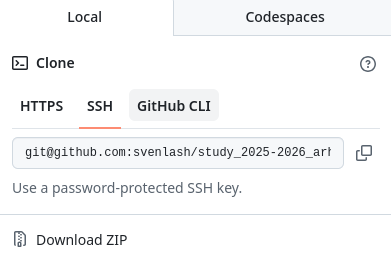 Local Codespaces
Clone
HTTPS SSH GitHub CLI
git@github.com:svenlash/study_2025-2026_arh
Use a password-protected SSH key.
Download ZIP